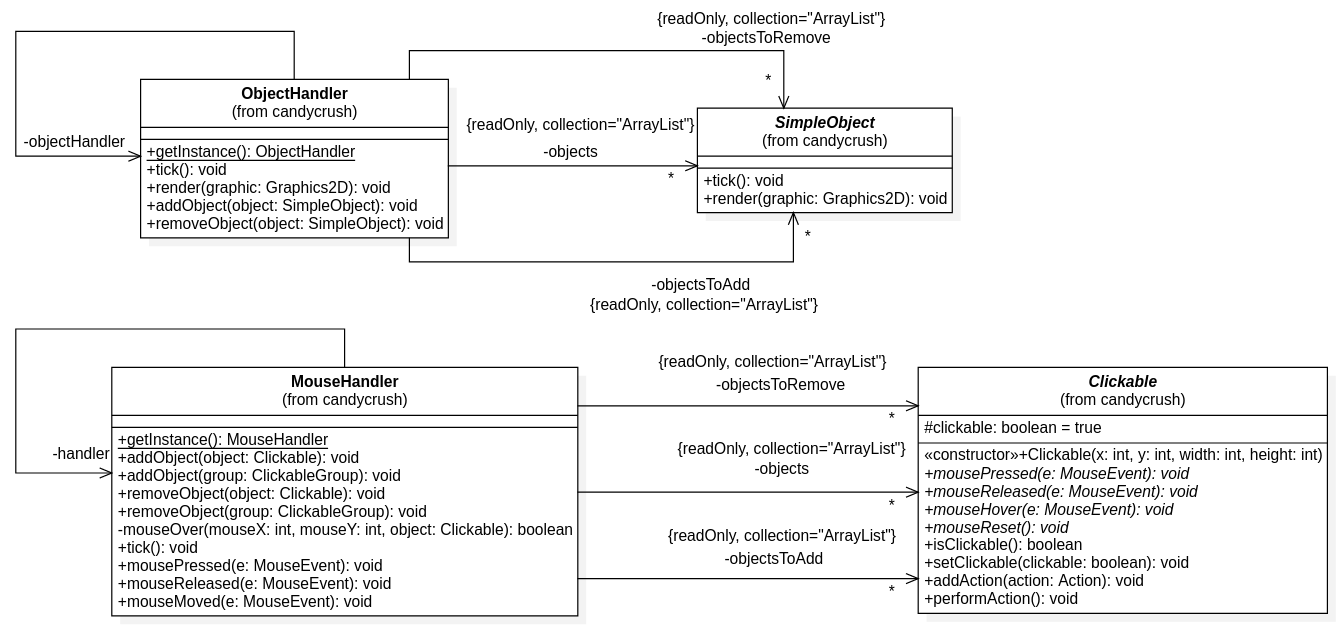 {readOnly, collection="ArrayList"}
-objectsToRemove
*
ObjectHandler
(from candycrush)
-objectHandler
+getInstance(): ObjectHandler
+tick(): void
+render(graphic: Graphics2D): void
+addObject(object: SimpleObject): void
+removeObject(object: SimpleObject): void
{readOnly, collection="ArrayList"}
-objects
*
SimpleObject
(from candycrush)
+tick(): void
+render(graphic: Graphics2D): void
*
-objectsToAdd
{readOnly, collection="ArrayList"}
MouseHandler
(from candycrush)
-handler
+getInstance(): MouseHandler
+addObject(object: Clickable): void
+addObject(group: ClickableGroup): void
+removeObject(object: Clickable): void
+removeObject(group: ClickableGroup): void
-mouseOver(mouseX: int, mouseY: int, object: Clickable): boolean
+tick(): void
+mousePressed(e: MouseEvent): void
+mouseReleased(e: MouseEvent): void
+mouseMoved(e: MouseEvent): void
{readOnly, collection="ArrayList"}
-objectsToRemove
*
{readOnly, collection="ArrayList"}
-objects
*
{readOnly, collection="ArrayList"}
-objectsToAdd
*
Clickable
(from candycrush)
#clickable: boolean = true
«constructor»+Clickable(x: int, y: int, width: int, height: int)
+mousePressed(e: MouseEvent): void
+mouseReleased(e: MouseEvent): void
+mouseHover(e: MouseEvent): void
+mouseReset(): void
+isClickable(): boolean
+setClickable(clickable: boolean): void
+addAction(action: Action): void
+performAction(): void